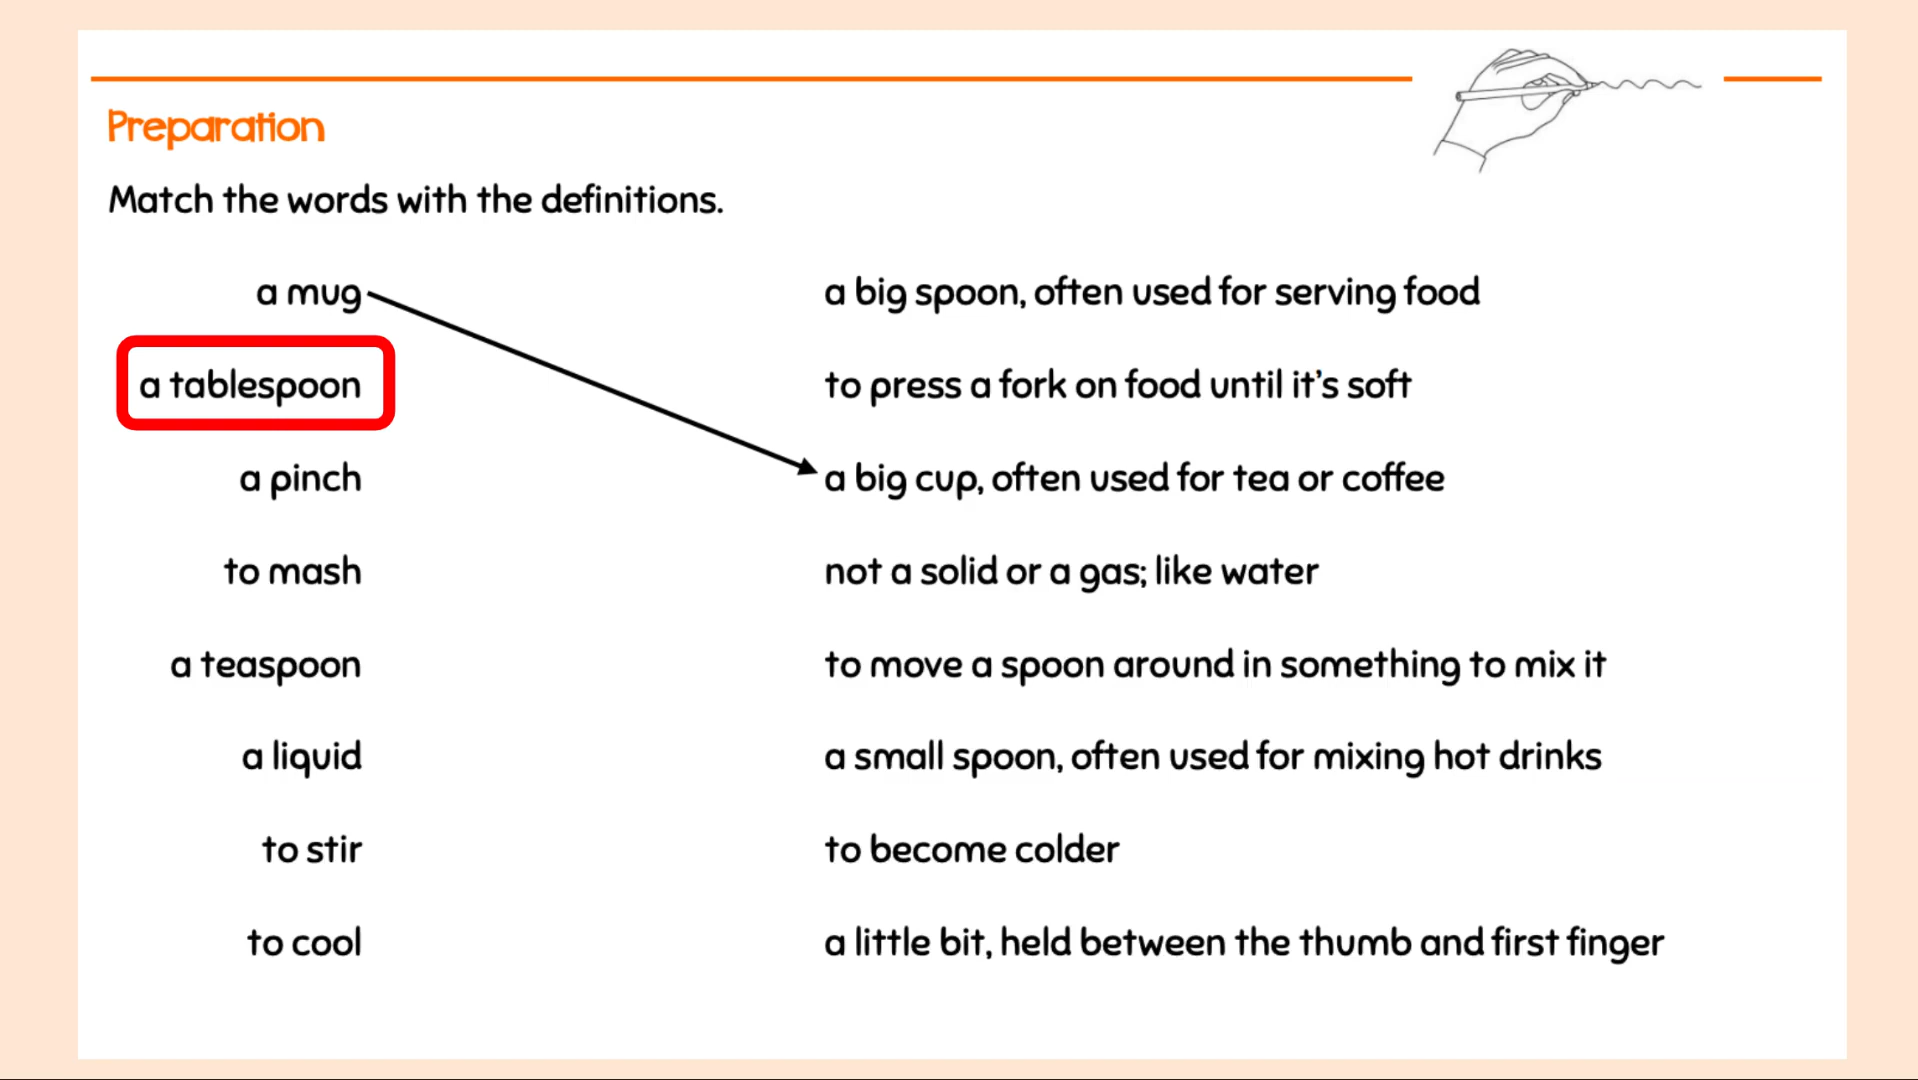 Preparation
Match the words with the definitions.
a mug
a big spoon, often used for serving food
a tablespoon
to press a fork on food until it's soft
a pinch
a big cup, often used for tea or coffee
to mash
not a solid or a gas; like water
a teaspoon
to move a spoon around in something to mix it
a liquid
a small spoon, often used for mixing hot drinks
to stir
to become colder
to cool
a little bit, held between the thumb and first finger